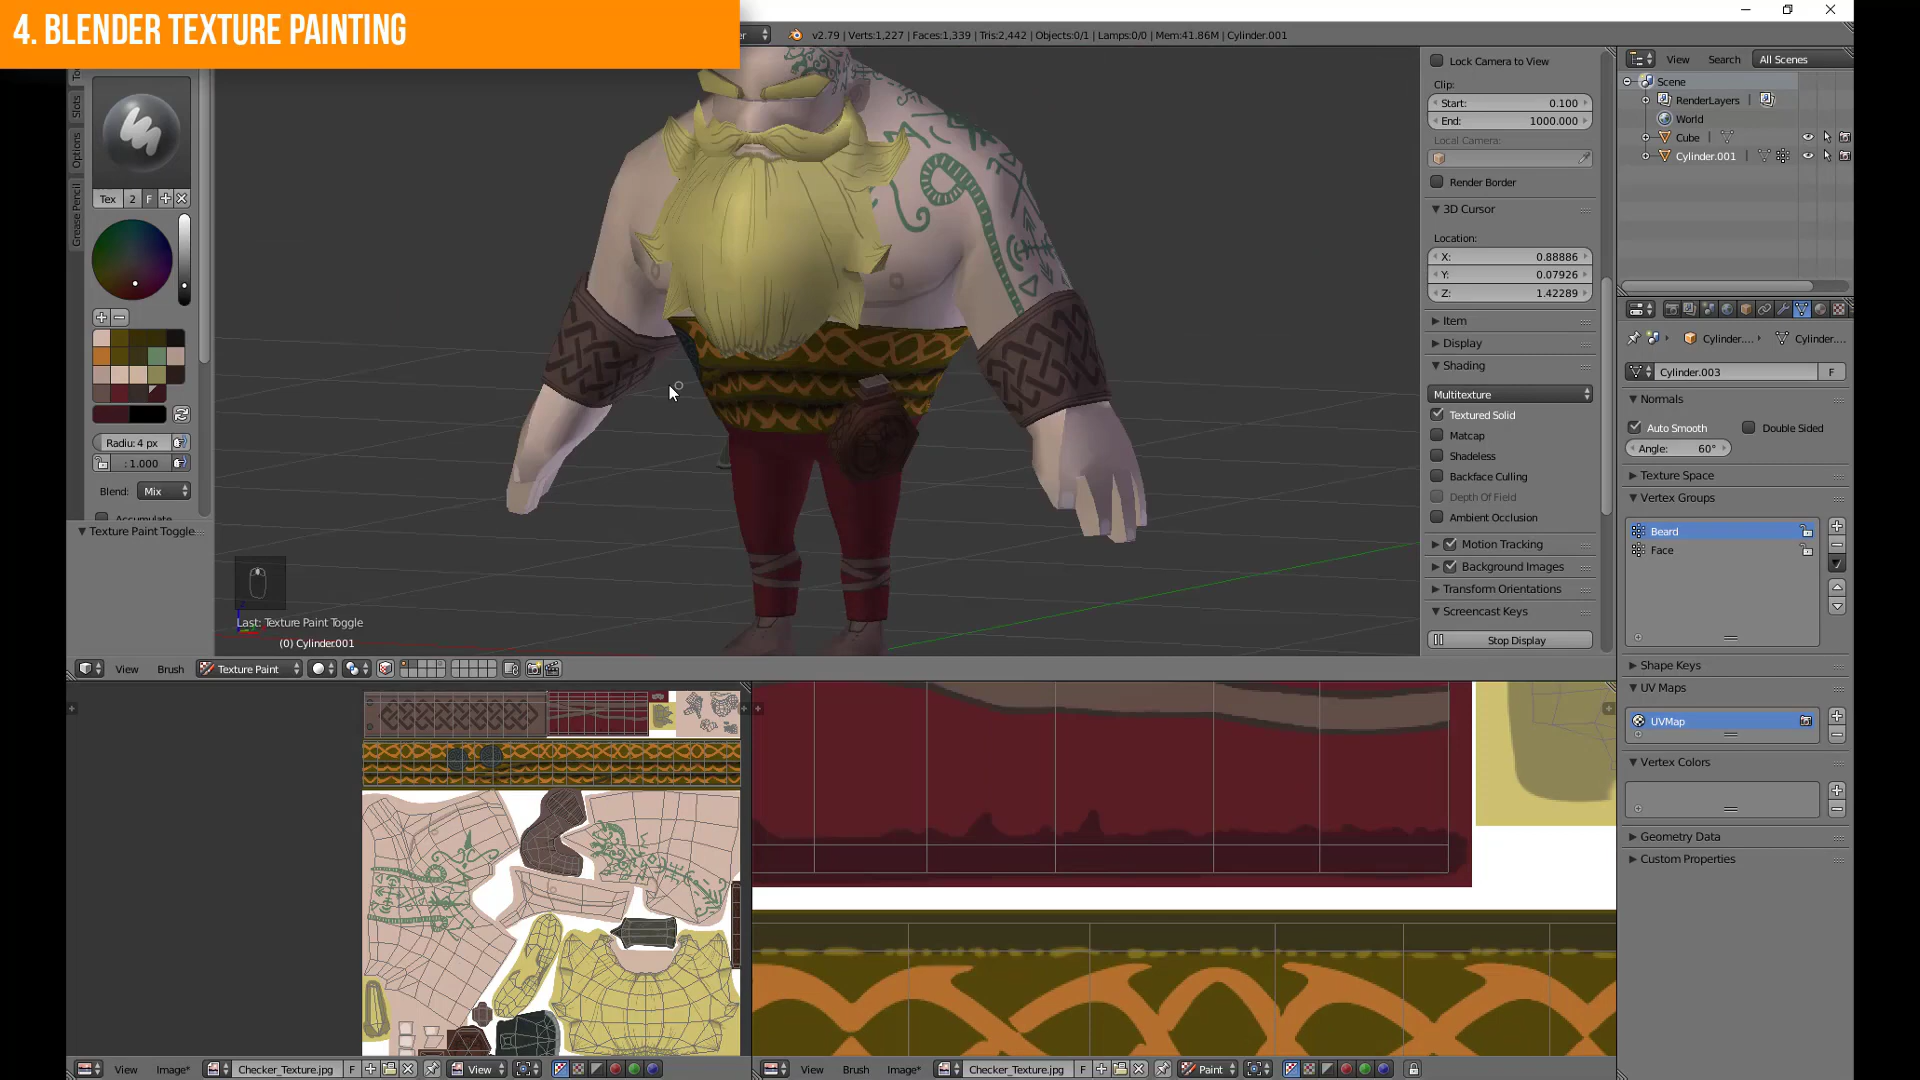 4. BLENDER TEXTURE PAINTING
v2.79 | Verts:1,227 | Faces:1,339 | Tris:2,442 | Objects:0/1 | Lamps:0/0 | Mem:41.86M | Cylinder.001
Slots
Options
Grease Pencil
Tex
2
F
Radiu: 4 px
: 1.000
Blend:
Mix
Accumulate
Texture Paint Toggle
Last: Texture Paint Toggle
(0) Cylinder.001
View
Brush
Texture Paint
Lock Camera to View
Clip:
Start: 0.100
End: 1000.000
Local Camera:
Render Border
3D Cursor
Location:
X: 0.88886
Y: 0.07926
Z: 1.42289
Item
Display
Shading
Multitexture
Textured Solid
Matcap
Shadeless
Backface Culling
Depth Of Field
Ambient Occlusion
Motion Tracking
Background Images
Transform Orientations
Screencast Keys
Stop Display
View
Search
All Scenes
Scene
RenderLayers
World
Cube
Cylinder.001
Cylinder....
Cylinder....
Cylinder.003
F
Normals
Auto Smooth
Double Sided
Angle: 60°
Texture Space
Vertex Groups
Beard
Face
Shape Keys
UV Maps
UVMap
Vertex Colors
Geometry Data
Custom Properties
View
Image*
Checker_Texture.jpg
F
View
View
Brush
Image*
Checker_Texture.jpg
F
Paint